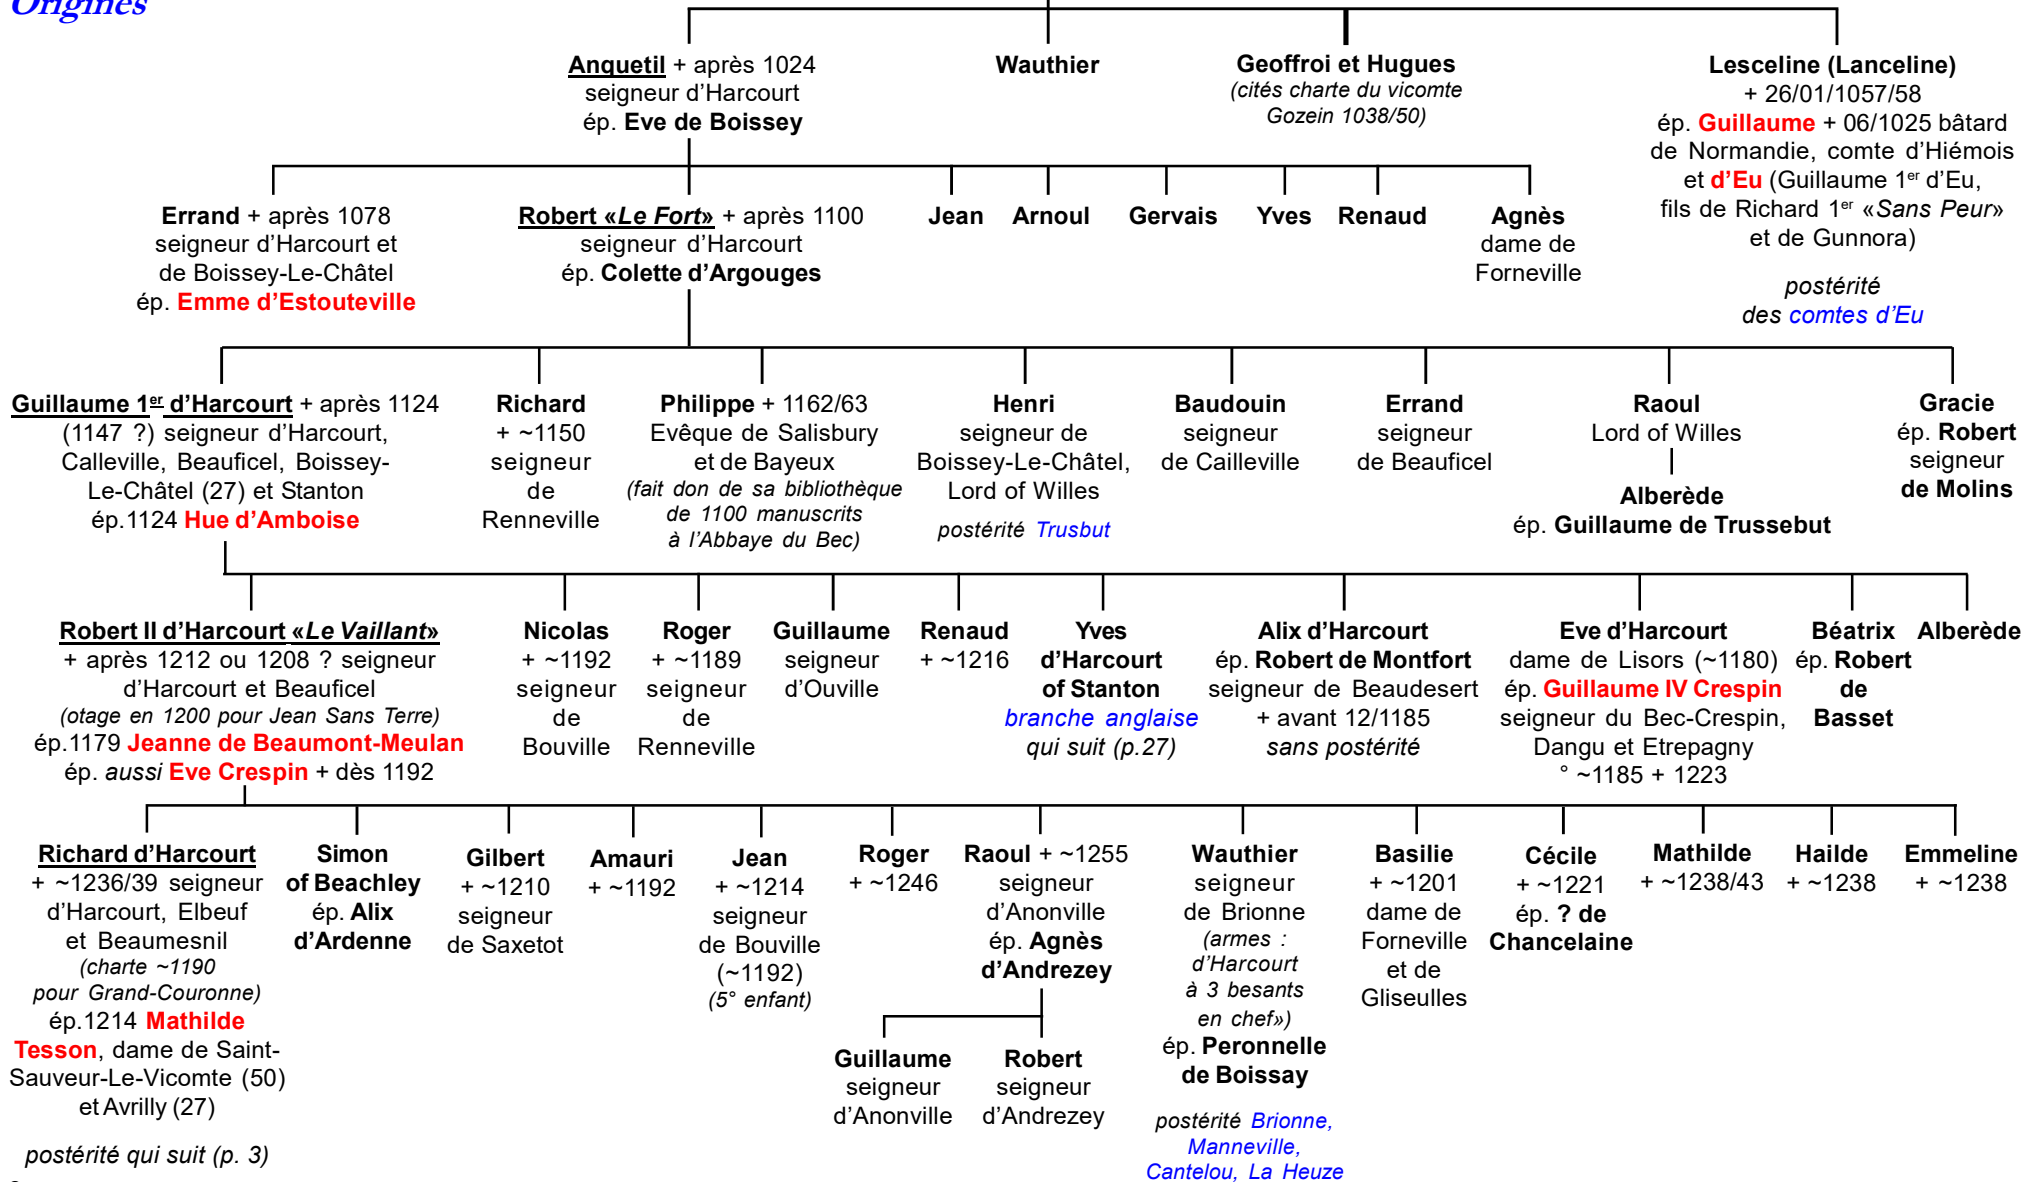 Origines
Anquetil + après 1024
seigneur d'Harcourt
ép. Eve de Boissey
Wauthier
Geoffroi et Hugues
(cités charte du vicomte
Gozein 1038/50)
Lesceline (Lanceline)
+ 26/01/1057/58
ép. Guillaume + 06/1025 bâtard
de Normandie, comte d'Hiémois
et d'Eu (Guillaume 1er d'Eu,
fils de Richard 1er «Sans Peur»
et de Gunnora)
postérité
des comtes d'Eu
Errand + après 1078
seigneur d'Harcourt et
de Boissey-Le-Châtel
ép. Emme d'Estouteville
Robert «Le Fort» + après 1100
seigneur d'Harcourt
ép. Colette d'Argouges
Jean
Arnoul
Gervais
Yves
Renaud
Agnès
dame de
Forneville
Guillaume 1er d'Harcourt + après 1124
(1147 ?) seigneur d'Harcourt,
Calleville, Beauficel, Boissey-
Le-Châtel (27) et Stanton
ép.1124 Hue d'Amboise
Richard
+ ~1150
seigneur
de
Renneville
Philippe + 1162/63
Evêque de Salisbury
et de Bayeux
(fait don de sa bibliothèque
de 1100 manuscrits
à l'Abbaye du Bec)
Henri
seigneur de
Boissey-Le-Châtel,
Lord of Willes
postérité Trusbut
Baudouin
seigneur
de Cailleville
Errand
seigneur
de Beauficel
Raoul
Lord of Willes
Alberède
ép. Guillaume de Trussebut
Gracie
ép. Robert
seigneur
de Molins
Robert II d'Harcourt «Le Vaillant»
+ après 1212 ou 1208 ? seigneur
d'Harcourt et Beauficel
(otage en 1200 pour Jean Sans Terre)
ép.1179 Jeanne de Beaumont-Meulan
ép. aussi Eve Crespin + dès 1192
Nicolas
+ ~1192
seigneur
de
Bouville
Roger
+ ~1189
seigneur
de
Renneville
Guillaume
seigneur
d'Ouville
Renaud
+ ~1216
Yves
d'Harcourt
of Stanton
branche anglaise
qui suit (p.27)
Alix d'Harcourt
ép. Robert de Montfort
seigneur de Beaudesert
+ avant 12/1185
sans postérité
Eve d'Harcourt
dame de Lisors (~1180)
ép. Guillaume IV Crespin
seigneur du Bec-Crespin,
Dangu et Etrepagny
° ~1185 + 1223
Béatrix
ép. Robert
de
Basset
Alberède
Richard d'Harcourt
+ ~1236/39 seigneur
d'Harcourt, Elbeuf
et Beaumesnil
(charte ~1190
pour Grand-Couronne)
ép.1214 Mathilde
Tesson, dame de Saint-
Sauveur-Le-Vicomte (50)
et Avrilly (27)
postérité qui suit (p. 3)
Simon
of Beachley
ép. Alix
d'Ardenne
Gilbert
+ ~1210
seigneur
de Saxetot
Amauri
+ ~1192
Jean
+ ~1214
seigneur
de Bouville
(~1192)
(5° enfant)
Roger
+ ~1246
Raoul + ~1255
seigneur
d'Anonville
ép. Agnès
d'Andrezey
Guillaume
seigneur
d'Anonville
Robert
seigneur
d'Andrezey
Wauthier
seigneur
de Brionne
(armes :
d'Harcourt
à 3 besants
en chef»)
ép. Peronnelle
de Boissay
postérité Brionne,
Manneville,
Cantelou, La Heuze
Basilie
+ ~1201
dame de
Forneville
et de
Gliseulles
Cécile
+ ~1221
ép. ? de
Chancelaine
Mathilde
+ ~1238/43
Hailde
+ ~1238
Emmeline
+ ~1238